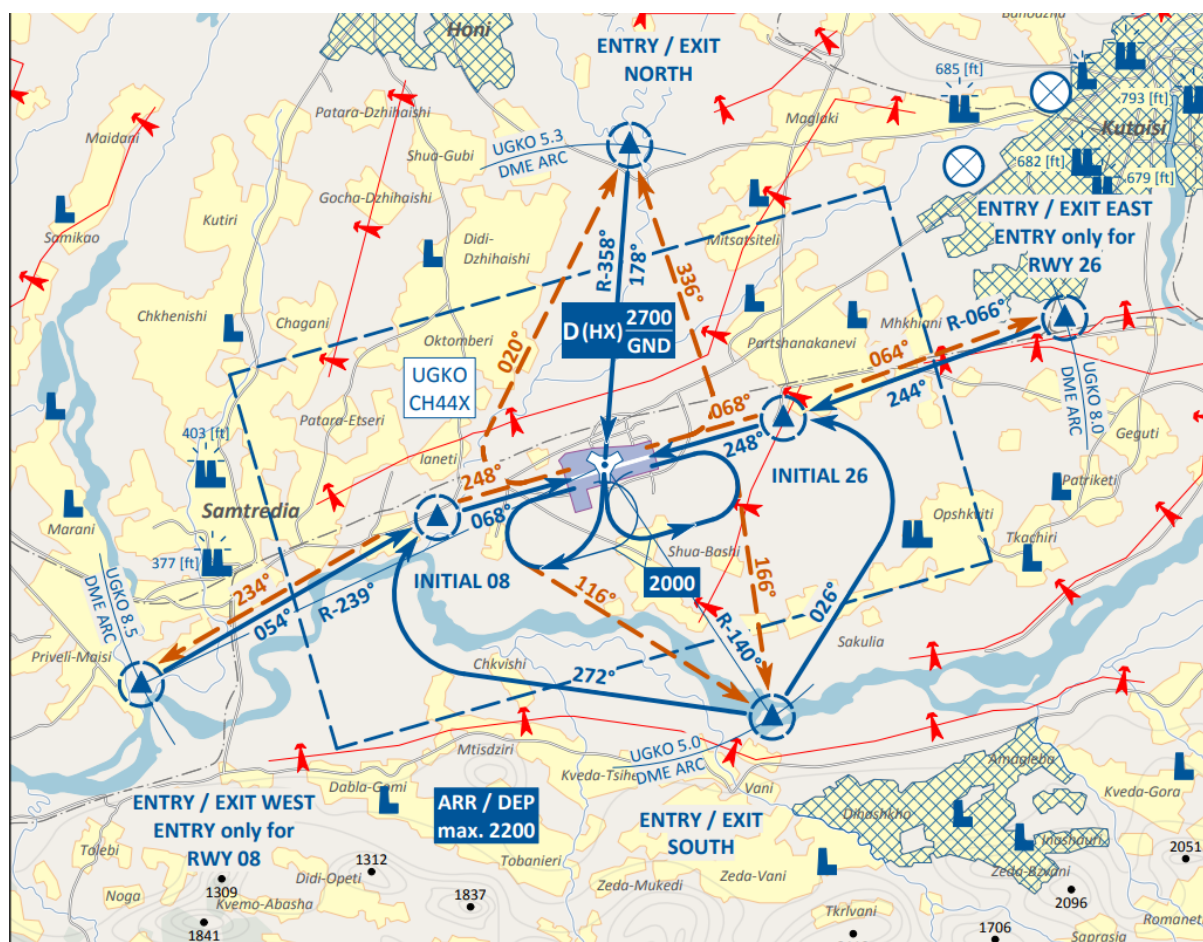 Honi
Banodzha
ENTRY / EXIT
NORTH
685 [ft]
793 [ft]
Patara-Dzhihaishi
Maglaki
Kutaisi
Maidani
UGKO 5.3
DME ARC
Shua-Gubi
682 [ft]
679 [ft]
Gocha-Dzhihaishi
Kutiri
Samikao
Didi-
Dzhihaishi
Mitsatsiteli
ENTRY / EXIT EAST
ENTRY only for
RWY 26
R-358°
178°
336°
Chkhenishi
Chagani
Oktomberi
D (HX) 2700
GND
Partshanakanevi
Mhkhiani
R-066°
020°
064°
244°
UGKO
CH44X
UGKO 8.0
DME ARC
Patara-Etseri
068°
248°
Geguti
403 [ft]
Ianeti
248°
068°
INITIAL 26
Patriketi
Samtredia
Marani
Opshkviti
Tkachiri
377 [ft]
INITIAL 08
Shua-Bashi
2000
UGKO 8.5
DME ARC
234°
054°
R-239°
116°
166°
R-140°
026°
Priveli-Maisi
Sakulia
Chkvishi
272°
Mtisdziri
UGKO 5.0
DME ARC
Kveda-Tsihe
Vani
Amagleba
Dabla-Gomi
Kveda-Gora
ENTRY / EXIT WEST
ENTRY only for
RWY 08
ARR / DEP
max. 2200
ENTRY / EXIT
SOUTH
Dihashkho
Inashauri
Tolebi
1312
Tobanieri
2051
Zeda-Bzvani
Noga
1309
Didi-Opeti
Zeda-Mukedi
Zeda-Vani
2096
Kvemo-Abasha
1837
1841
Tkrlvani
1706
Saprasia
Romaneti